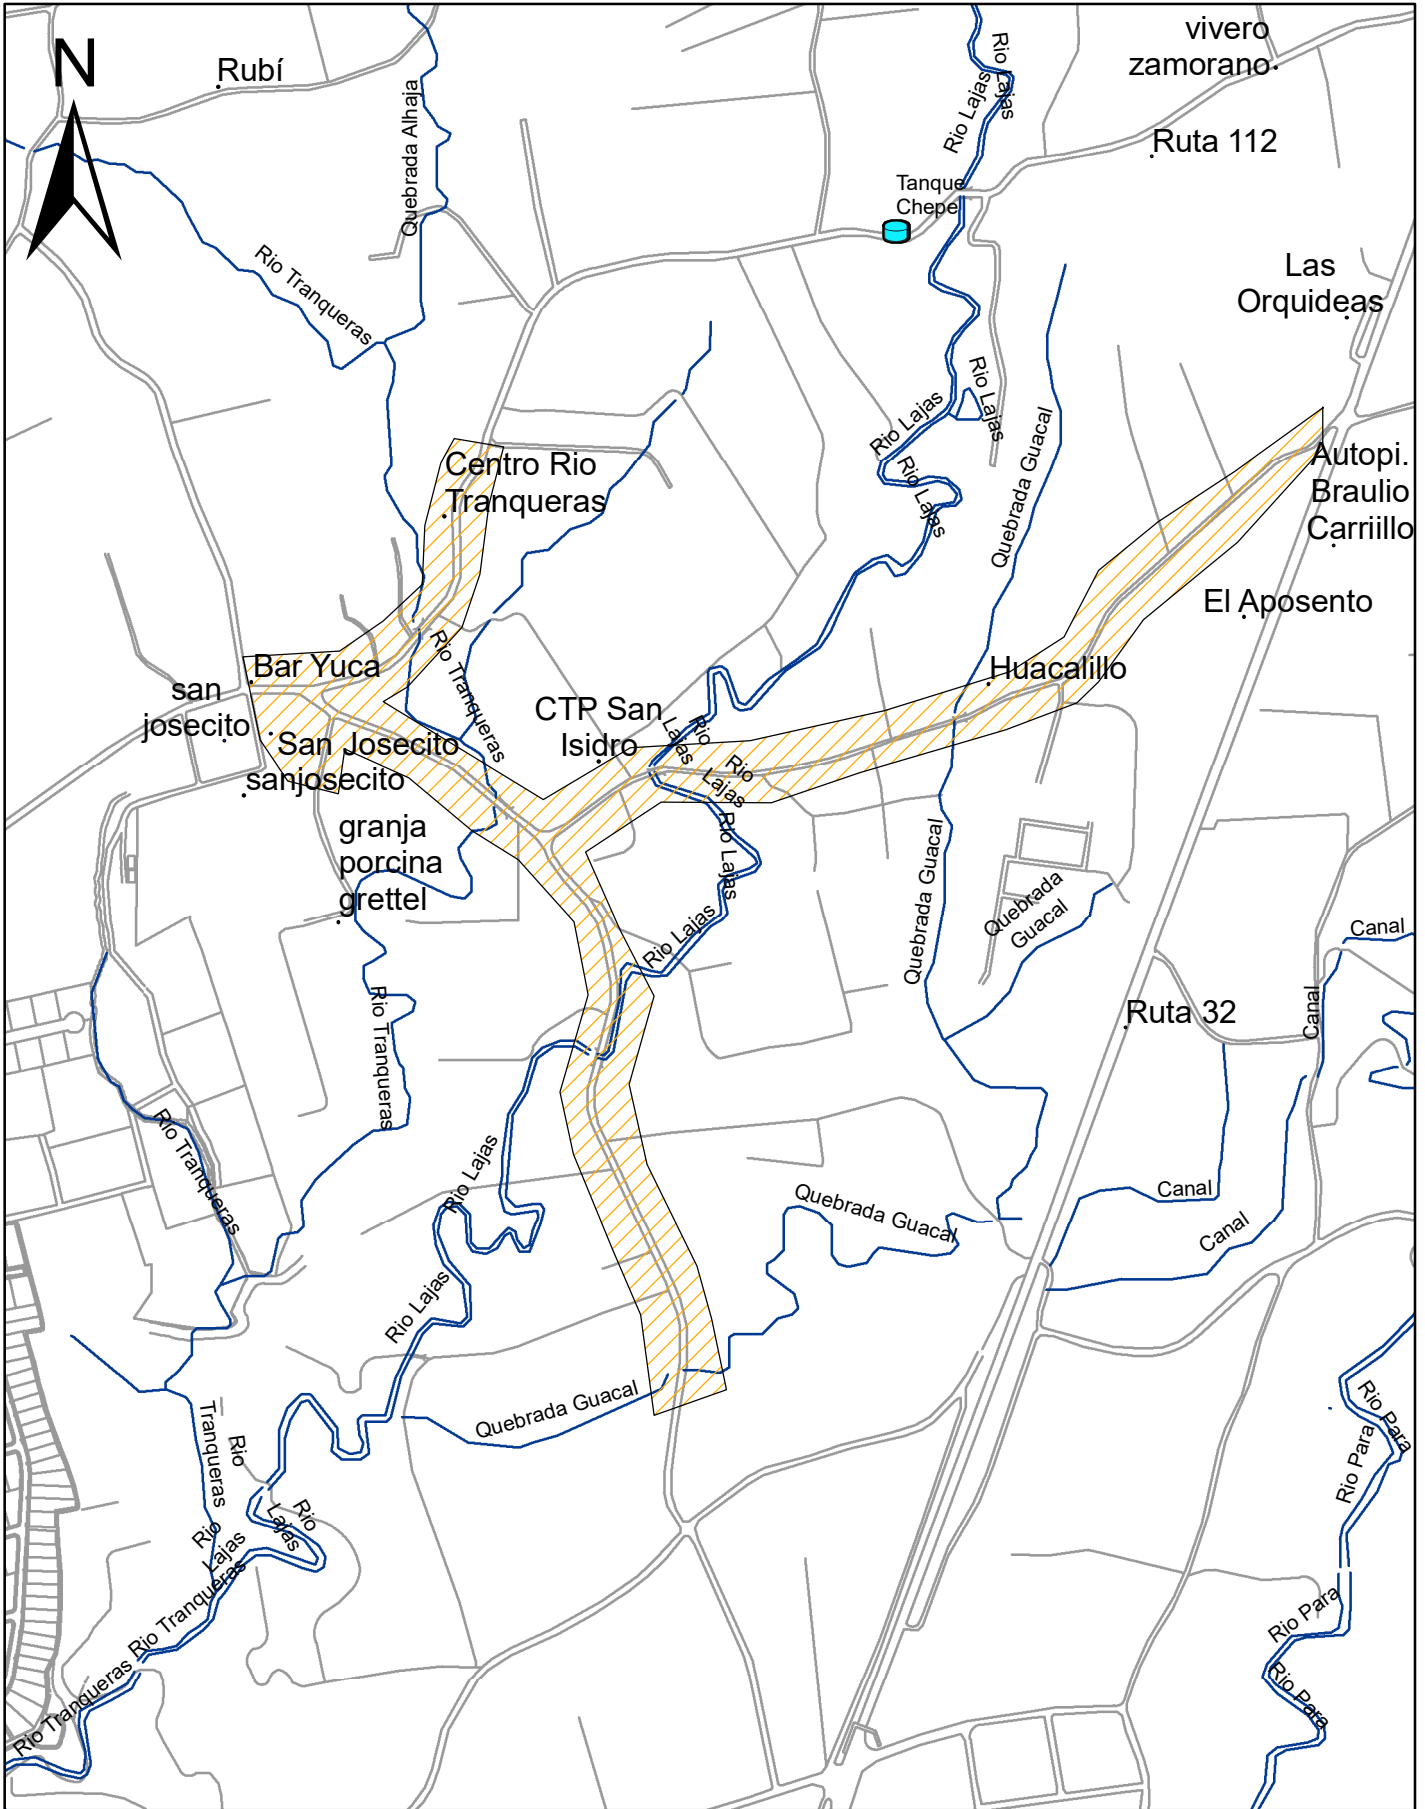 N
Rubí
Quebrada Alhaja
Rio Lajas
Rio Lajas
vivero
zamorano
Ruta 112
Tanque
Chepe
Rio Tranqueras
Las
Orquideas
Rio Lajas
Rio Lajas
Rio Lajas
Quebrada Guacal
Centro Rio
Tranqueras
Autopi.
Braulio
Carriillo
El Aposento
Bar Yuca
Rio Tranqueras
Huacalillo
san
josecito
CTP San
Isidro
San Josecito
sanjosecito
Rio
Lajas
Rio
Lajas
Rio Lajas
granja
porcina
grettel
Quebrada Guacal
Quebrada
Guacal
Rio Lajas
Canal
Canal
Rio Tranqueras
Ruta 32
Rio Tranqueras
Rio Lajas
Quebrada Guacal
Canal
Canal
Rio Lajas
Quebrada Guacal
Rio
Tranqueras
Rio Para
Rio Para
Rio
Lajas
Rio
Lajas
Rio Tranqueras
Rio Para
Rio Tranqueras
Rio Para